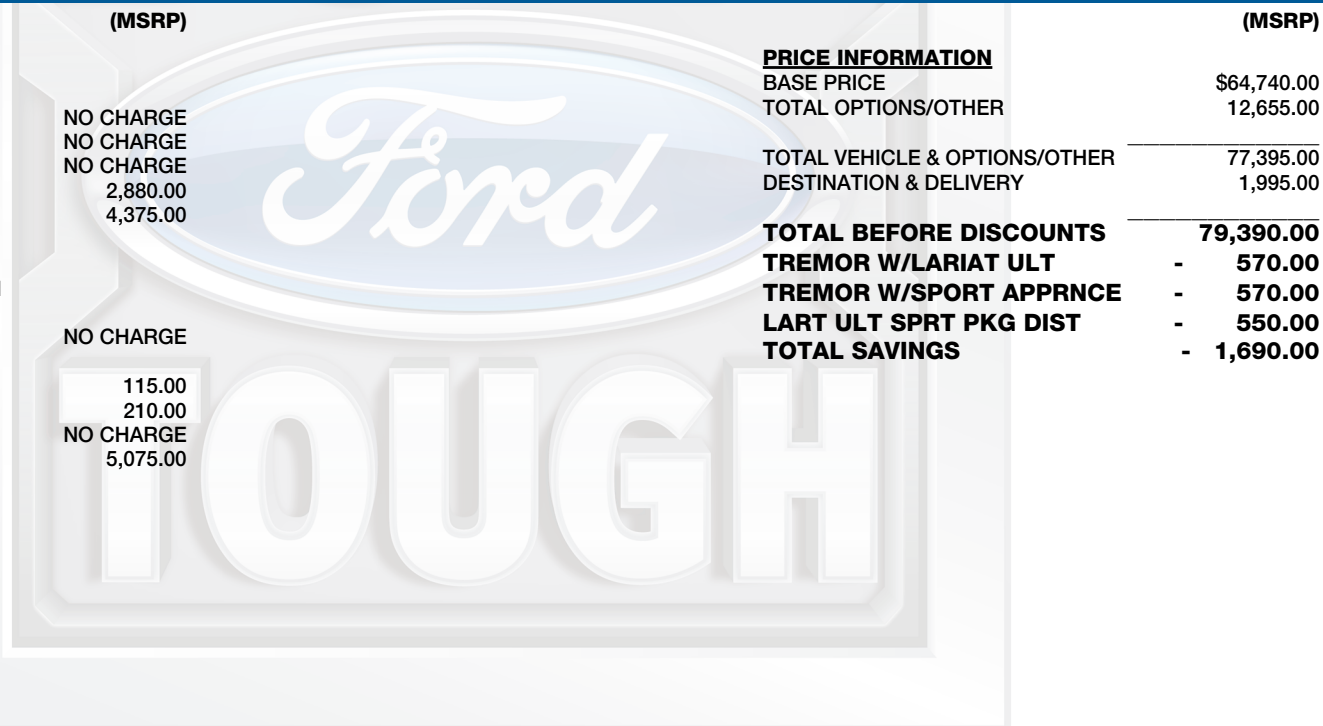 (MSRP)
NO CHARGE
NO CHARGE
NO CHARGE
2,880.00
4,375.00
NO CHARGE
115.00
210.00
NO CHARGE
5,075.00
(MSRP)
PRICE INFORMATION
BASE PRICE $64,740.00
TOTAL OPTIONS/OTHER 12,655.00
TOTAL VEHICLE & OPTIONS/OTHER 77,395.00
DESTINATION & DELIVERY 1,995.00
TOTAL BEFORE DISCOUNTS 79,390.00
TREMOR W/LARIAT ULT - 570.00
TREMOR W/SPORT APPRNCE - 570.00
LART ULT SPRT PKG DIST - 550.00
TOTAL SAVINGS - 1,690.00
Ford
TOUGH